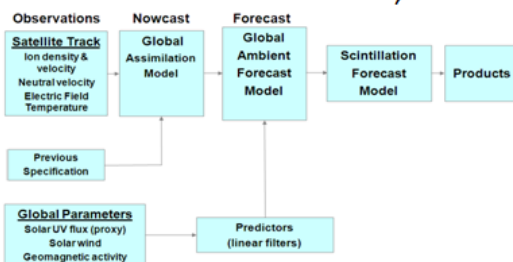 Observations
Nowcast
Forecast
Satellite Track
Ion density &
velocity
Neutral velocity
Electric Field
Temperature
Global
Assimilation
Model
Global
Ambient
Forecast
Model
Scintillation
Forecast
Model
Products
Previous
Specification
Global Parameters
Solar UV flux (proxy)
Solar wind
Geomagnetic activity
Predictors
(linear filters)